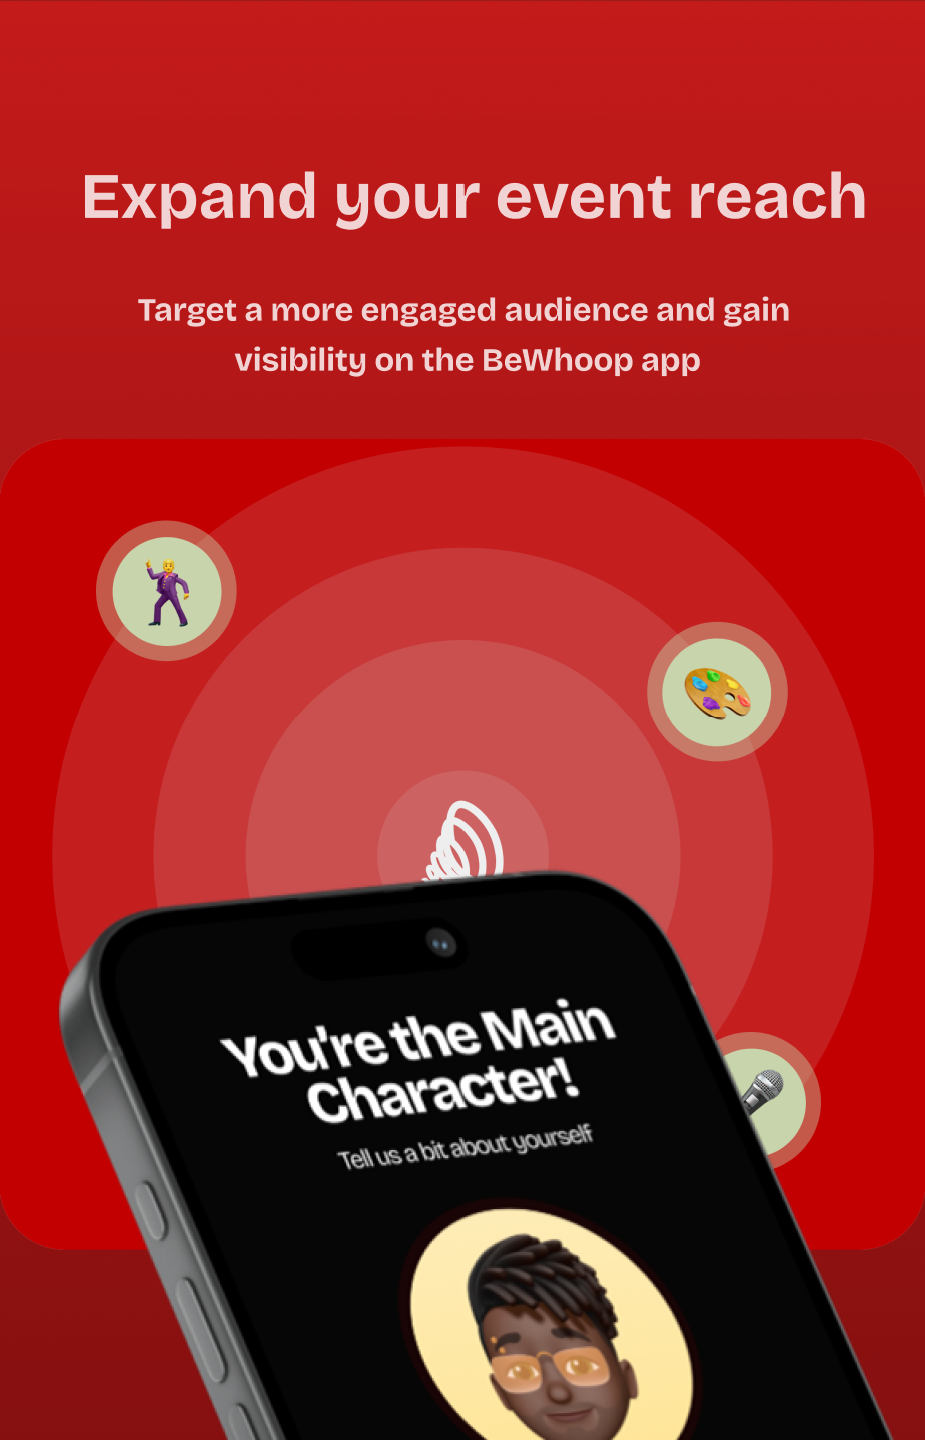 Expand your event reach
Target a more engaged audience and gain
visibility on the BeWhoop app
You're the Main
Character!
Tell us a bit about yourself